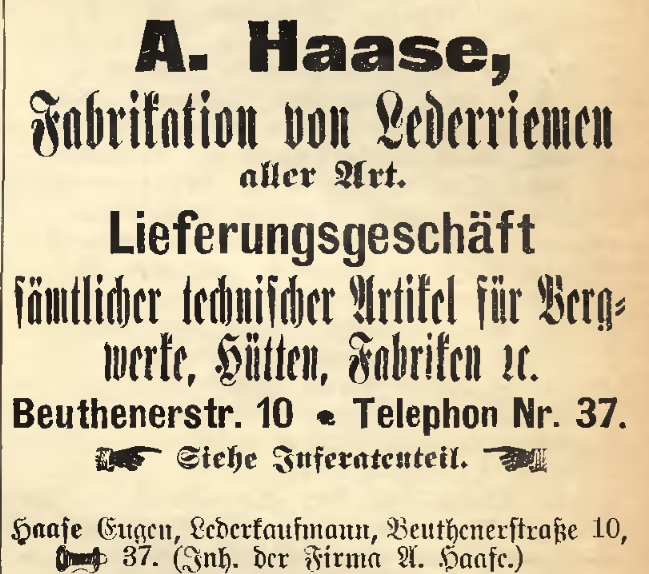 A. Haase,
Fabrikation von Lederriemen
aller Art.
Lieferungsgeschäft
sämtlicher technischer Artikel für Berg⸗
werke, Hütten, Fabriken ꝛc.
Beuthenerstr. 10 • Telephon Nr. 37.
Siehe Inseratenteil.
Haase Eugen, Lederkaufmann, Beuthenerstraße 10,
37. (Inh. der Firma A. Haase.)